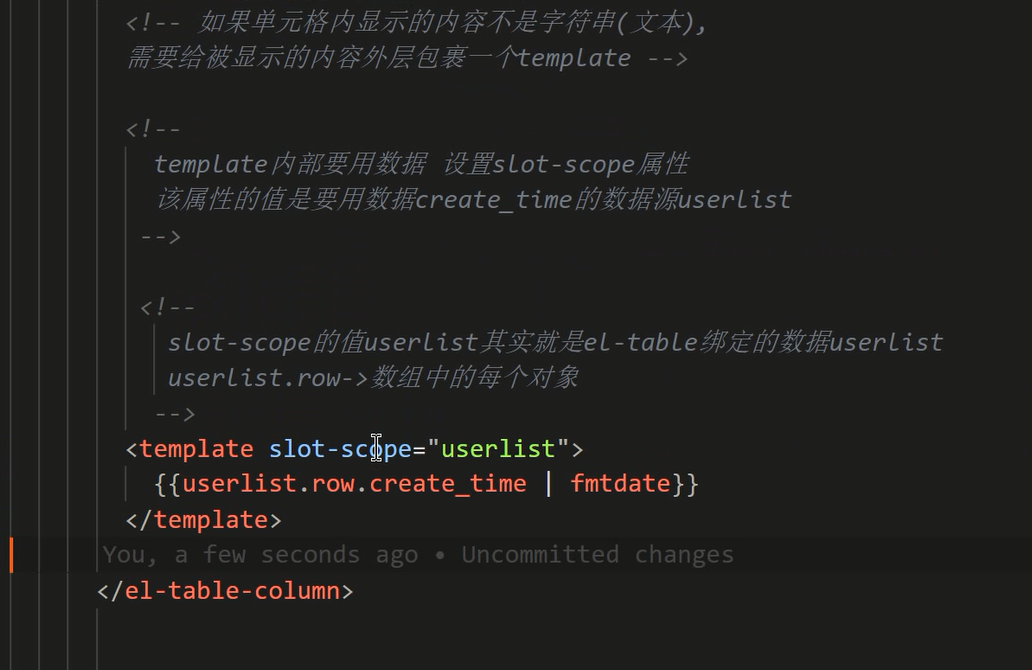 <!-- 如果单元格内显示的内容不是字符串(文本),
需要给被显示的内容外层包裹一个template -->
<!--
template内部要用数据 设置slot-scope属性
该属性的值是要用数据create_time的数据源userlist
-->
<!--
slot-scope的值userlist其实就是el-table绑定的数据userlist
userlist.row->数组中的每个对象
-->
<template slot-scope="userlist">
{{userlist.row.create_time | fmtdate}}
</template>
You, a few seconds ago • Uncommitted changes
</el-table-column>